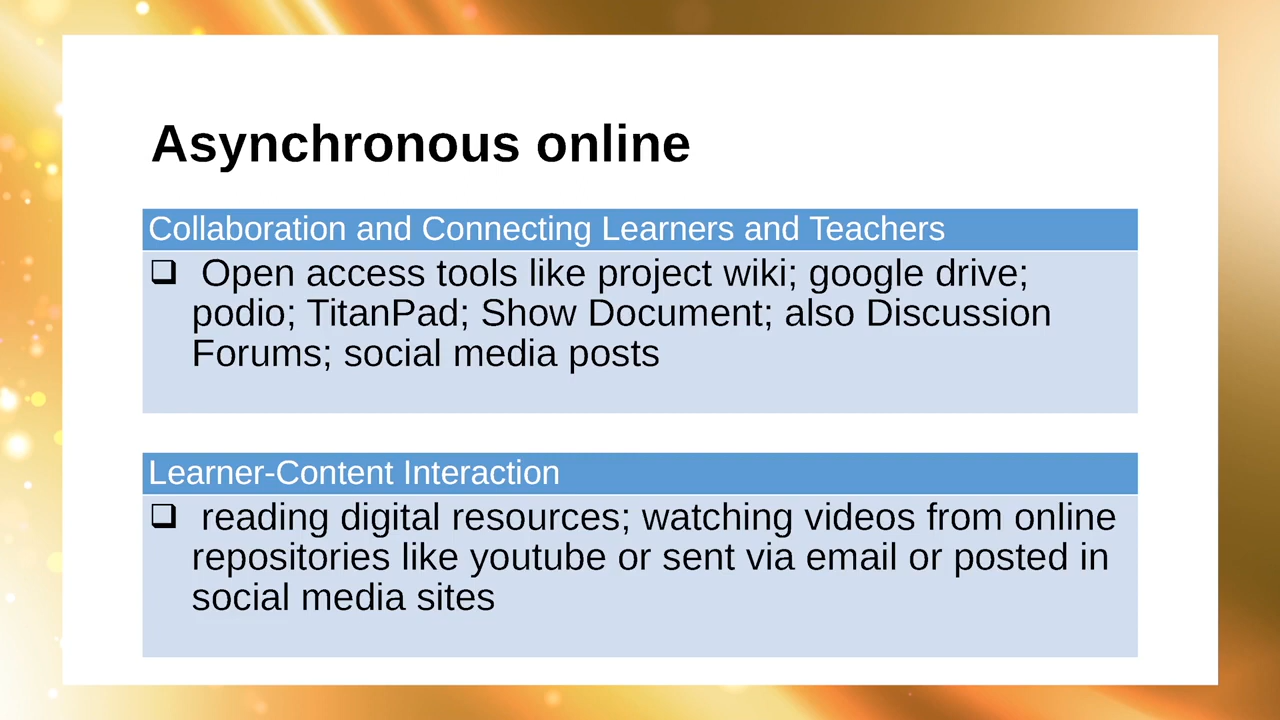 Asynchronous online
Collaboration and Connecting Learners and Teachers
❑ Open access tools like project wiki; google drive;
podio; TitanPad; Show Document; also Discussion
Forums; social media posts
Learner-Content Interaction
❑ reading digital resources; watching videos from online
repositories like youtube or sent via email or posted in
social media sites